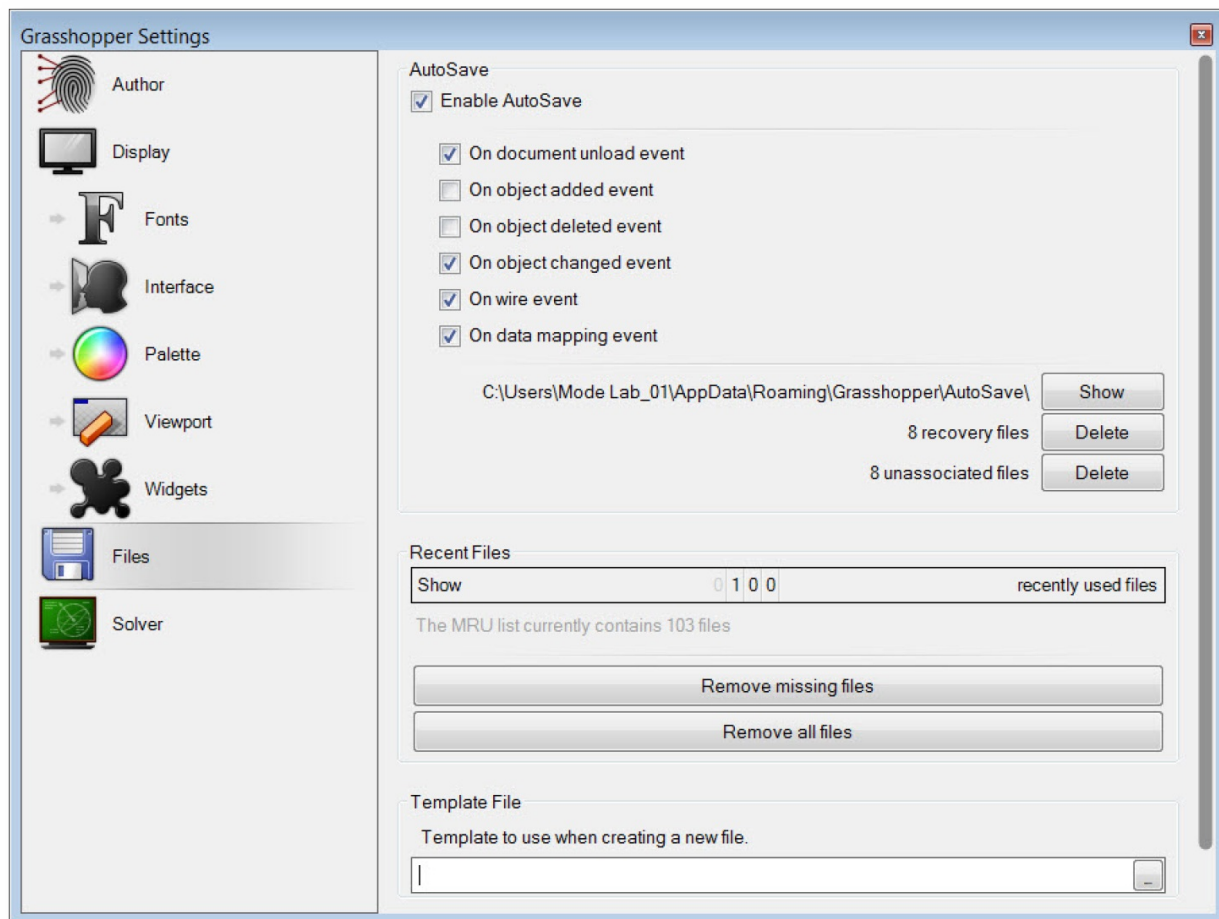 Grasshopper Settings
Author
Display
F Fonts
Interface
Palette
Viewport
Widgets
Files
Solver
AutoSave
Enable AutoSave
On document unload event
On object added event
On object deleted event
On object changed event
On wire event
On data mapping event
C:\Users\Mode Lab_01\AppData\Roaming\Grasshopper\AutoSave\ Show
8 recovery files Delete
8 unassociated files Delete
Recent Files
Show 0 1 0 0 recently used files
The MRU list currently contains 103 files
Remove missing files
Remove all files
Template File
Template to use when creating a new file.
...